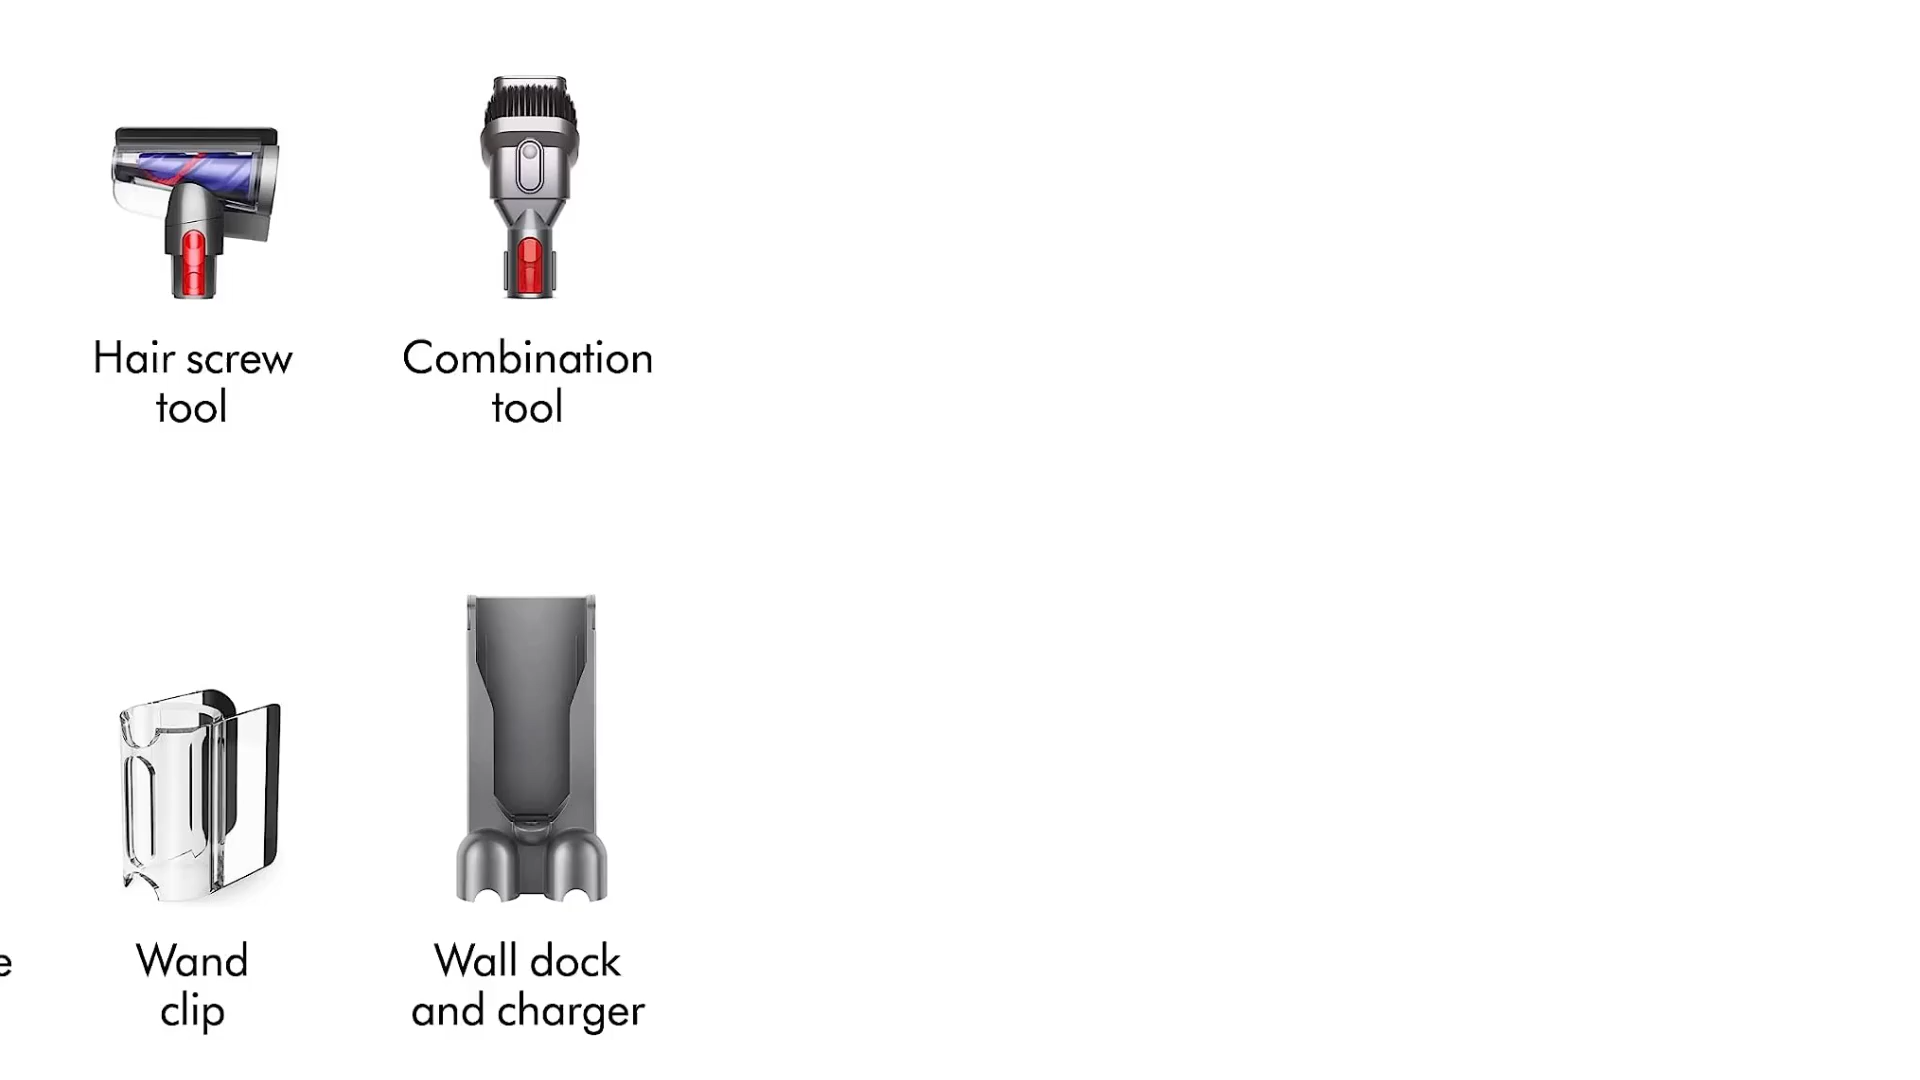 Hair screw
tool
Combination
tool
e
Wand
clip
Wall dock
and charger